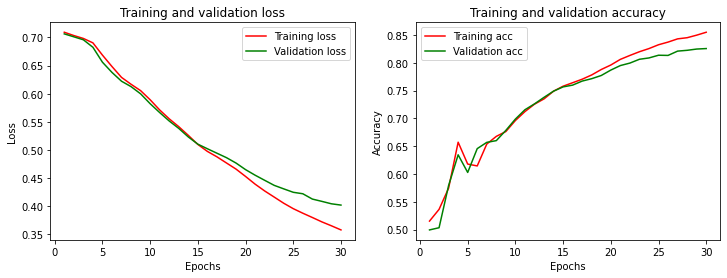 Training and validation loss
Training loss
Validation loss
0.70
0.65
0.60
0.55
0.50
0.45
0.40
0.35
Loss
0 5 10 15 20 25 30
Epochs
Training and validation accuracy
Training acc
Validation acc
0.85
0.80
0.75
0.70
0.65
0.60
0.55
0.50
Accuracy
0 5 10 15 20 25 30
Epochs